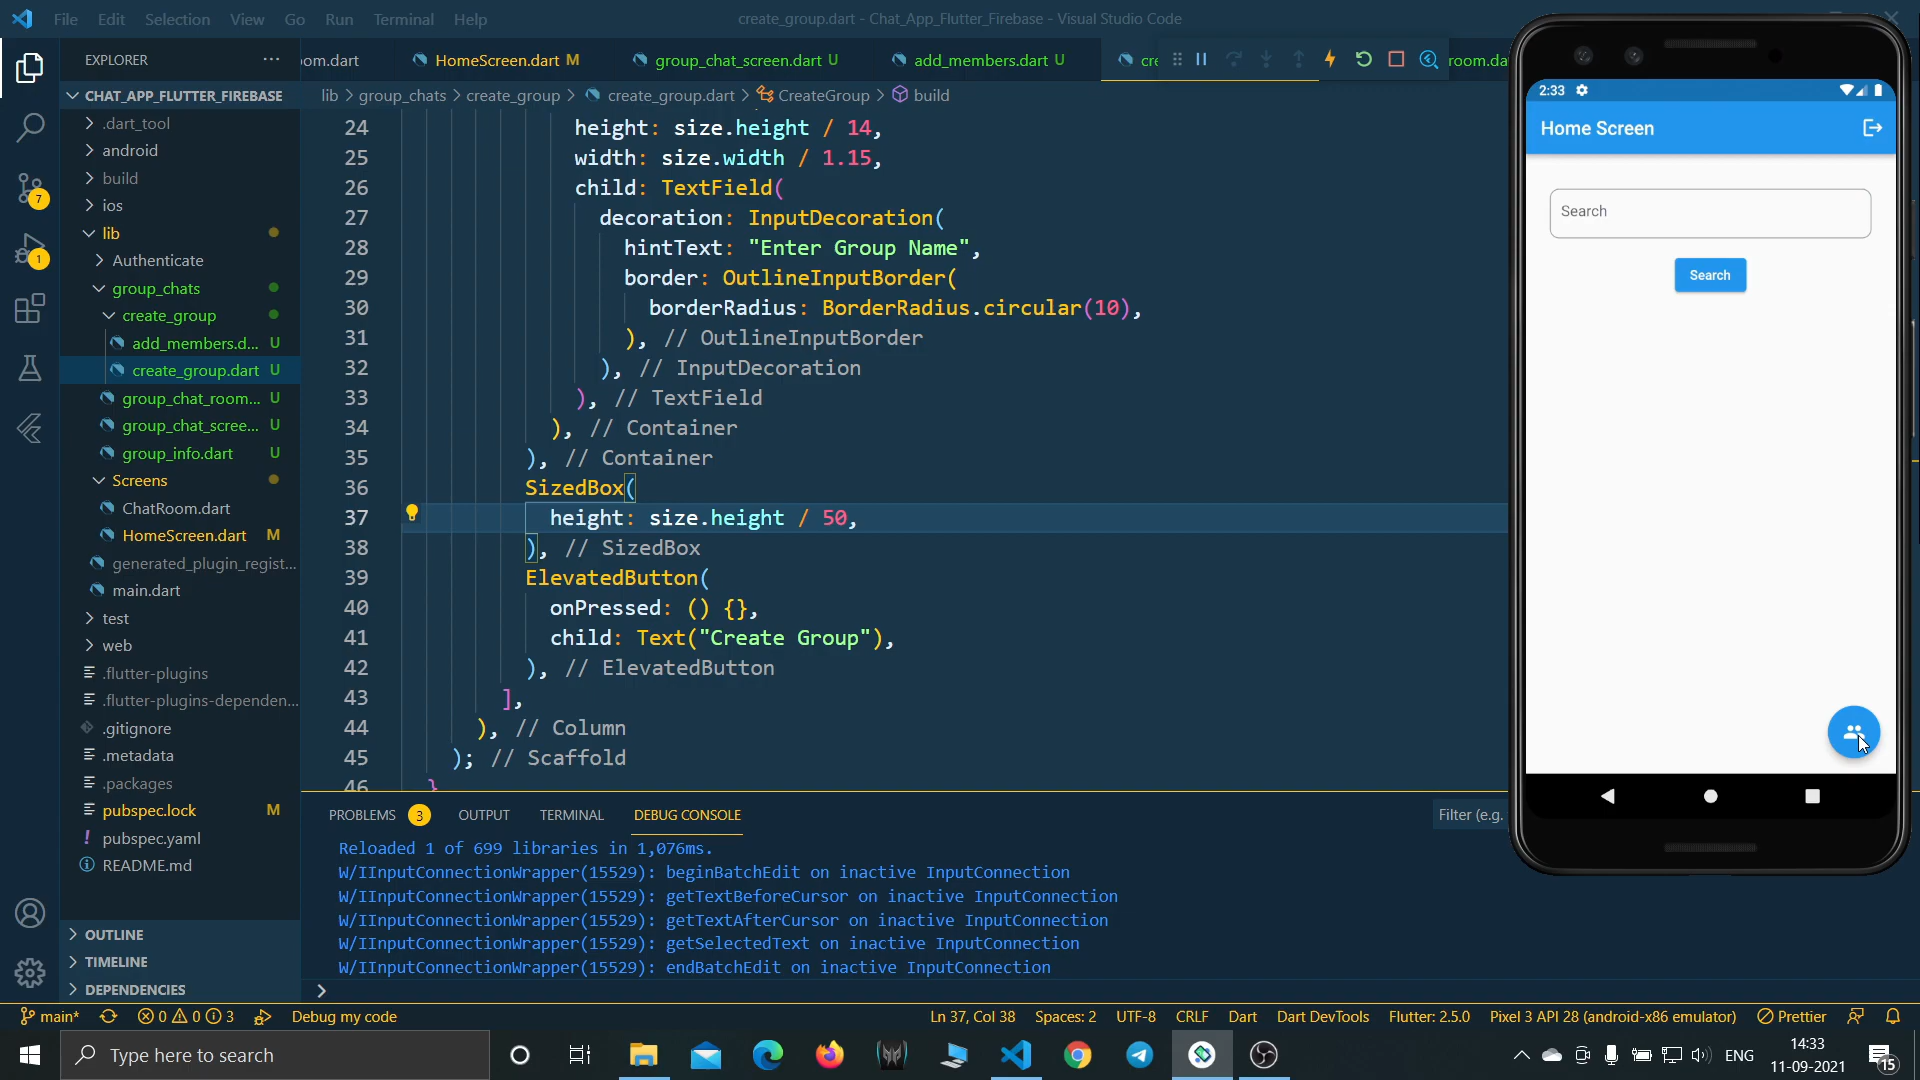 File Edit Selection View Go Run Terminal Help
create_group.dart - Chat_App_Flutter_Firebase - Visual Studio Code
EXPLORER ...
oom.dart
HomeScreen.dart M
group_chat_screen.dart U
add_members.dart U
cre
room.da
CHAT_APP_FLUTTER_FIREBASE
lib > group_chats > create_group > create_group.dart > CreateGroup > build
.dart_tool
android
build
ios
lib
Authenticate
group_chats
create_group
add_members.d... U
create_group.dart U
group_chat_room... U
group_chat_scree... U
group_info.dart U
Screens
ChatRoom.dart
HomeScreen.dart M
generated_plugin_regist...
main.dart
test
web
.flutter-plugins
.flutter-plugins-dependen...
.gitignore
.metadata
.packages
pubspec.lock M
pubspec.yaml
README.md
OUTLINE
TIMELINE
DEPENDENCIES
24 height: size.height / 14,
25 width: size.width / 1.15,
26 child: TextField(
27 decoration: InputDecoration(
28 hintText: "Enter Group Name",
29 border: OutlineInputBorder(
30 borderRadius: BorderRadius.circular(10),
31 ), // OutlineInputBorder
32 ), // InputDecoration
33 ), // TextField
34 ), // Container
35 ), // Container
36 SizedBox(
37 height: size.height / 50,
38 ), // SizedBox
39 ElevatedButton(
40 onPressed: () {},
41 child: Text("Create Group"),
42 ), // ElevatedButton
43 ],
44 ), // Column
45 ); // Scaffold
46 }
PROBLEMS 3 OUTPUT TERMINAL DEBUG CONSOLE
Filter (e.g.
Reloaded 1 of 699 libraries in 1,076ms.
W/IInputConnectionWrapper(15529): beginBatchEdit on inactive InputConnection
W/IInputConnectionWrapper(15529): getTextBeforeCursor on inactive InputConnection
W/IInputConnectionWrapper(15529): getTextAfterCursor on inactive InputConnection
W/IInputConnectionWrapper(15529): getSelectedText on inactive InputConnection
W/IInputConnectionWrapper(15529): endBatchEdit on inactive InputConnection
>
2:33
Home Screen
Search
Search
7
1
main* 0 0 3 Debug my code
Ln 37, Col 38 Spaces: 2 UTF-8 CRLF Dart Dart DevTools Flutter: 2.5.0 Pixel 3 API 28 (android-x86 emulator) Prettier
Type here to search
ENG
14:33
11-09-2021
15